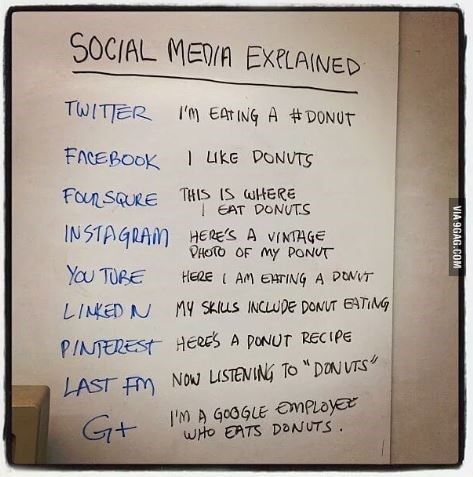 SOCIAL MEDIA EXPLAINED
TWITTER I'M EATING A #DONUT
FACEBOOK I LIKE DONUTS
FOURSQURE THIS IS WHERE
I EAT DONUTS
INSTAGRAM HERE'S A VINTAGE
PHOTO OF MY DONUT
YOU TUBE HERE I AM EATING A DONUT
LINKED IN MY SKILLS INCLUDE DONUT EATING
PINTEREST HERE'S A DONUT RECIPE
LAST FM NOW LISTENING TO "DONUTS"
G+ I'M A GOOGLE EMPLOYEE
WHO EATS DONUTS.
VIA 9GAG.COM